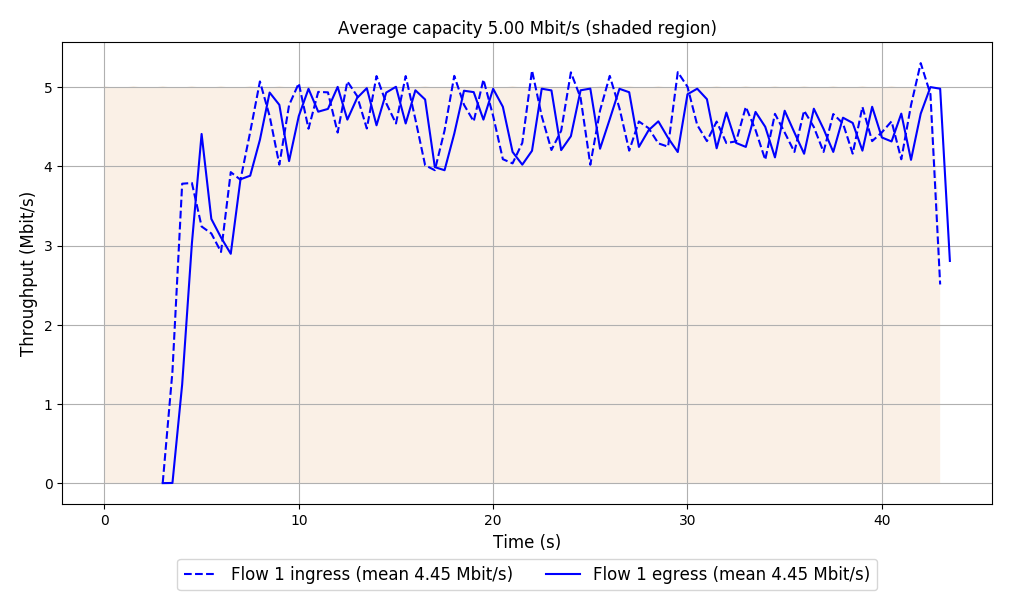 Average capacity 5.00 Mbit/s (shaded region)
Throughput (Mbit/s)
5
4
3
2
1
0
0 10 20 30 40
Time (s)
Flow 1 ingress (mean 4.45 Mbit/s) Flow 1 egress (mean 4.45 Mbit/s)